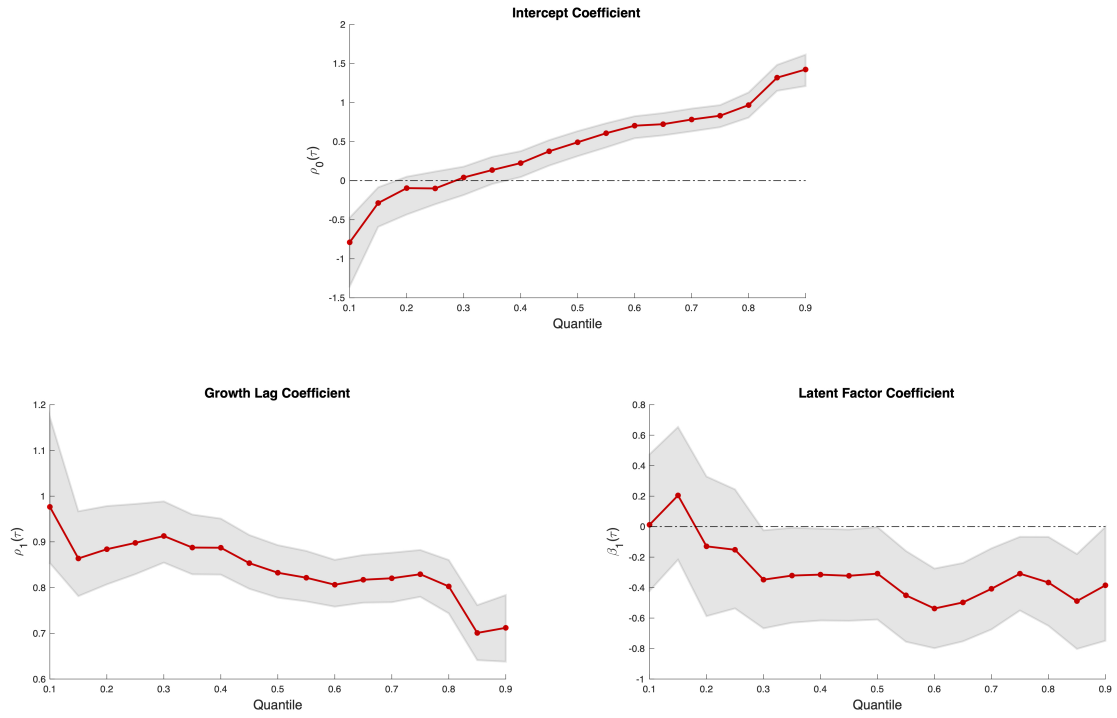 Intercept Coefficient
2
1.5
1
0.5
0
-0.5
-1
-1.5
ρ0(τ)
0.1 0.2 0.3 0.4 0.5 0.6 0.7 0.8 0.9
Quantile
Growth Lag Coefficient
1.2
1.1
1
0.9
0.8
0.7
0.6
ρ1(τ)
0.1 0.2 0.3 0.4 0.5 0.6 0.7 0.8 0.9
Quantile
Latent Factor Coefficient
0.8
0.6
0.4
0.2
0
-0.2
-0.4
-0.6
-0.8
-1
β1(τ)
0.1 0.2 0.3 0.4 0.5 0.6 0.7 0.8 0.9
Quantile